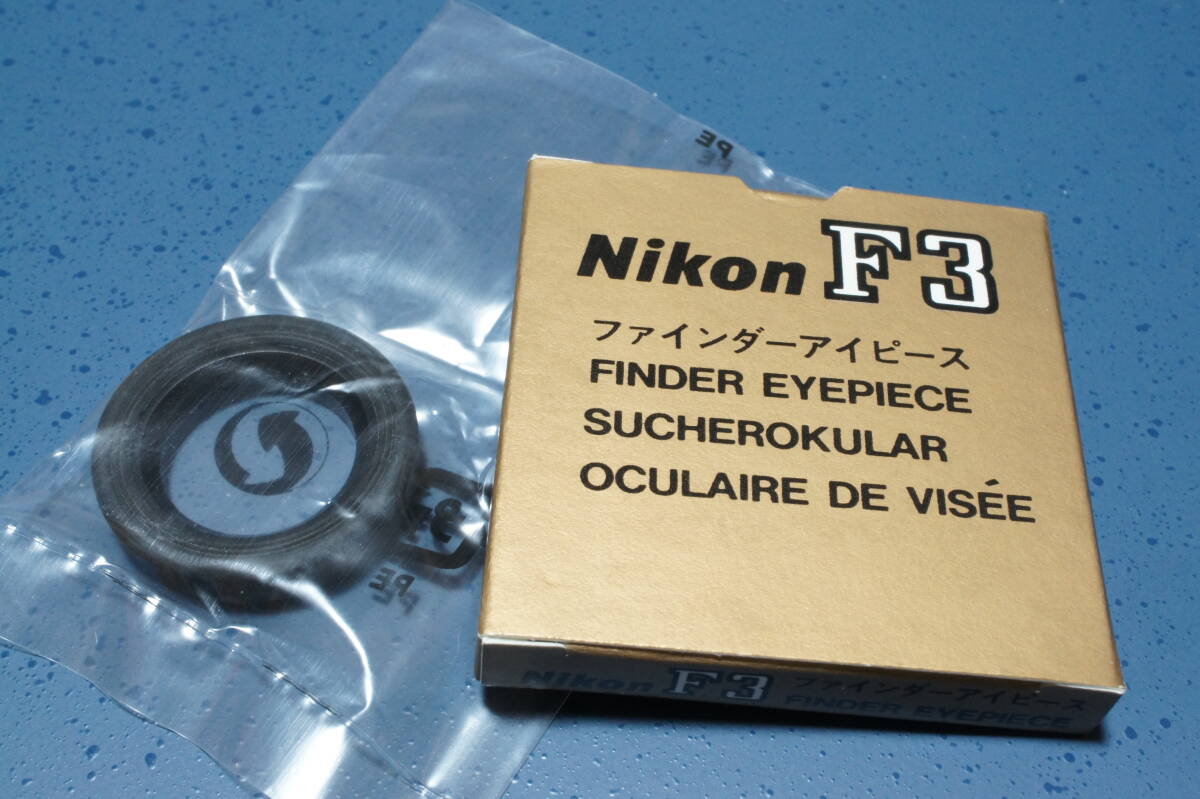 PE
Nikon F3
ファインダーアイピース
FINDER EYEPIECE
SUCHEROKULAR
OCULAIRE DE VISÉE
PE
Nikon F3 ファインダーアイピース
FINDER EYEPIECE